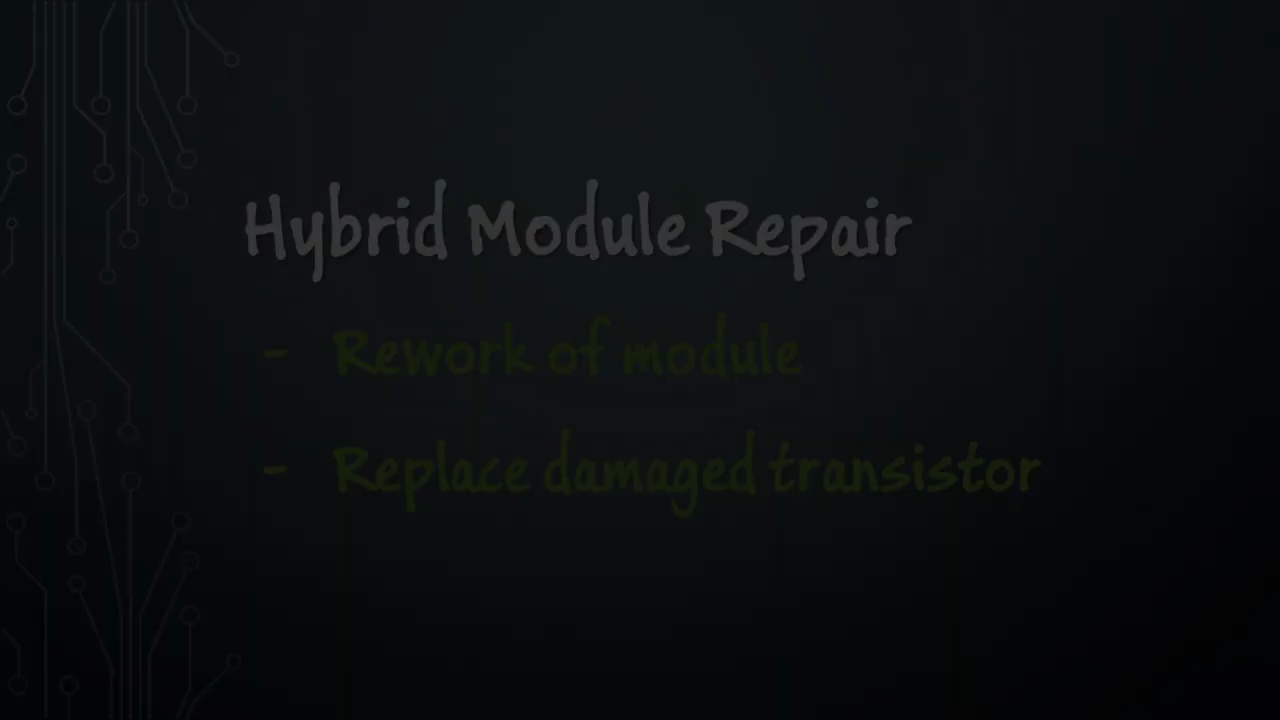 Hybrid Module Repair
- Rework of module
- Replace damaged transistor